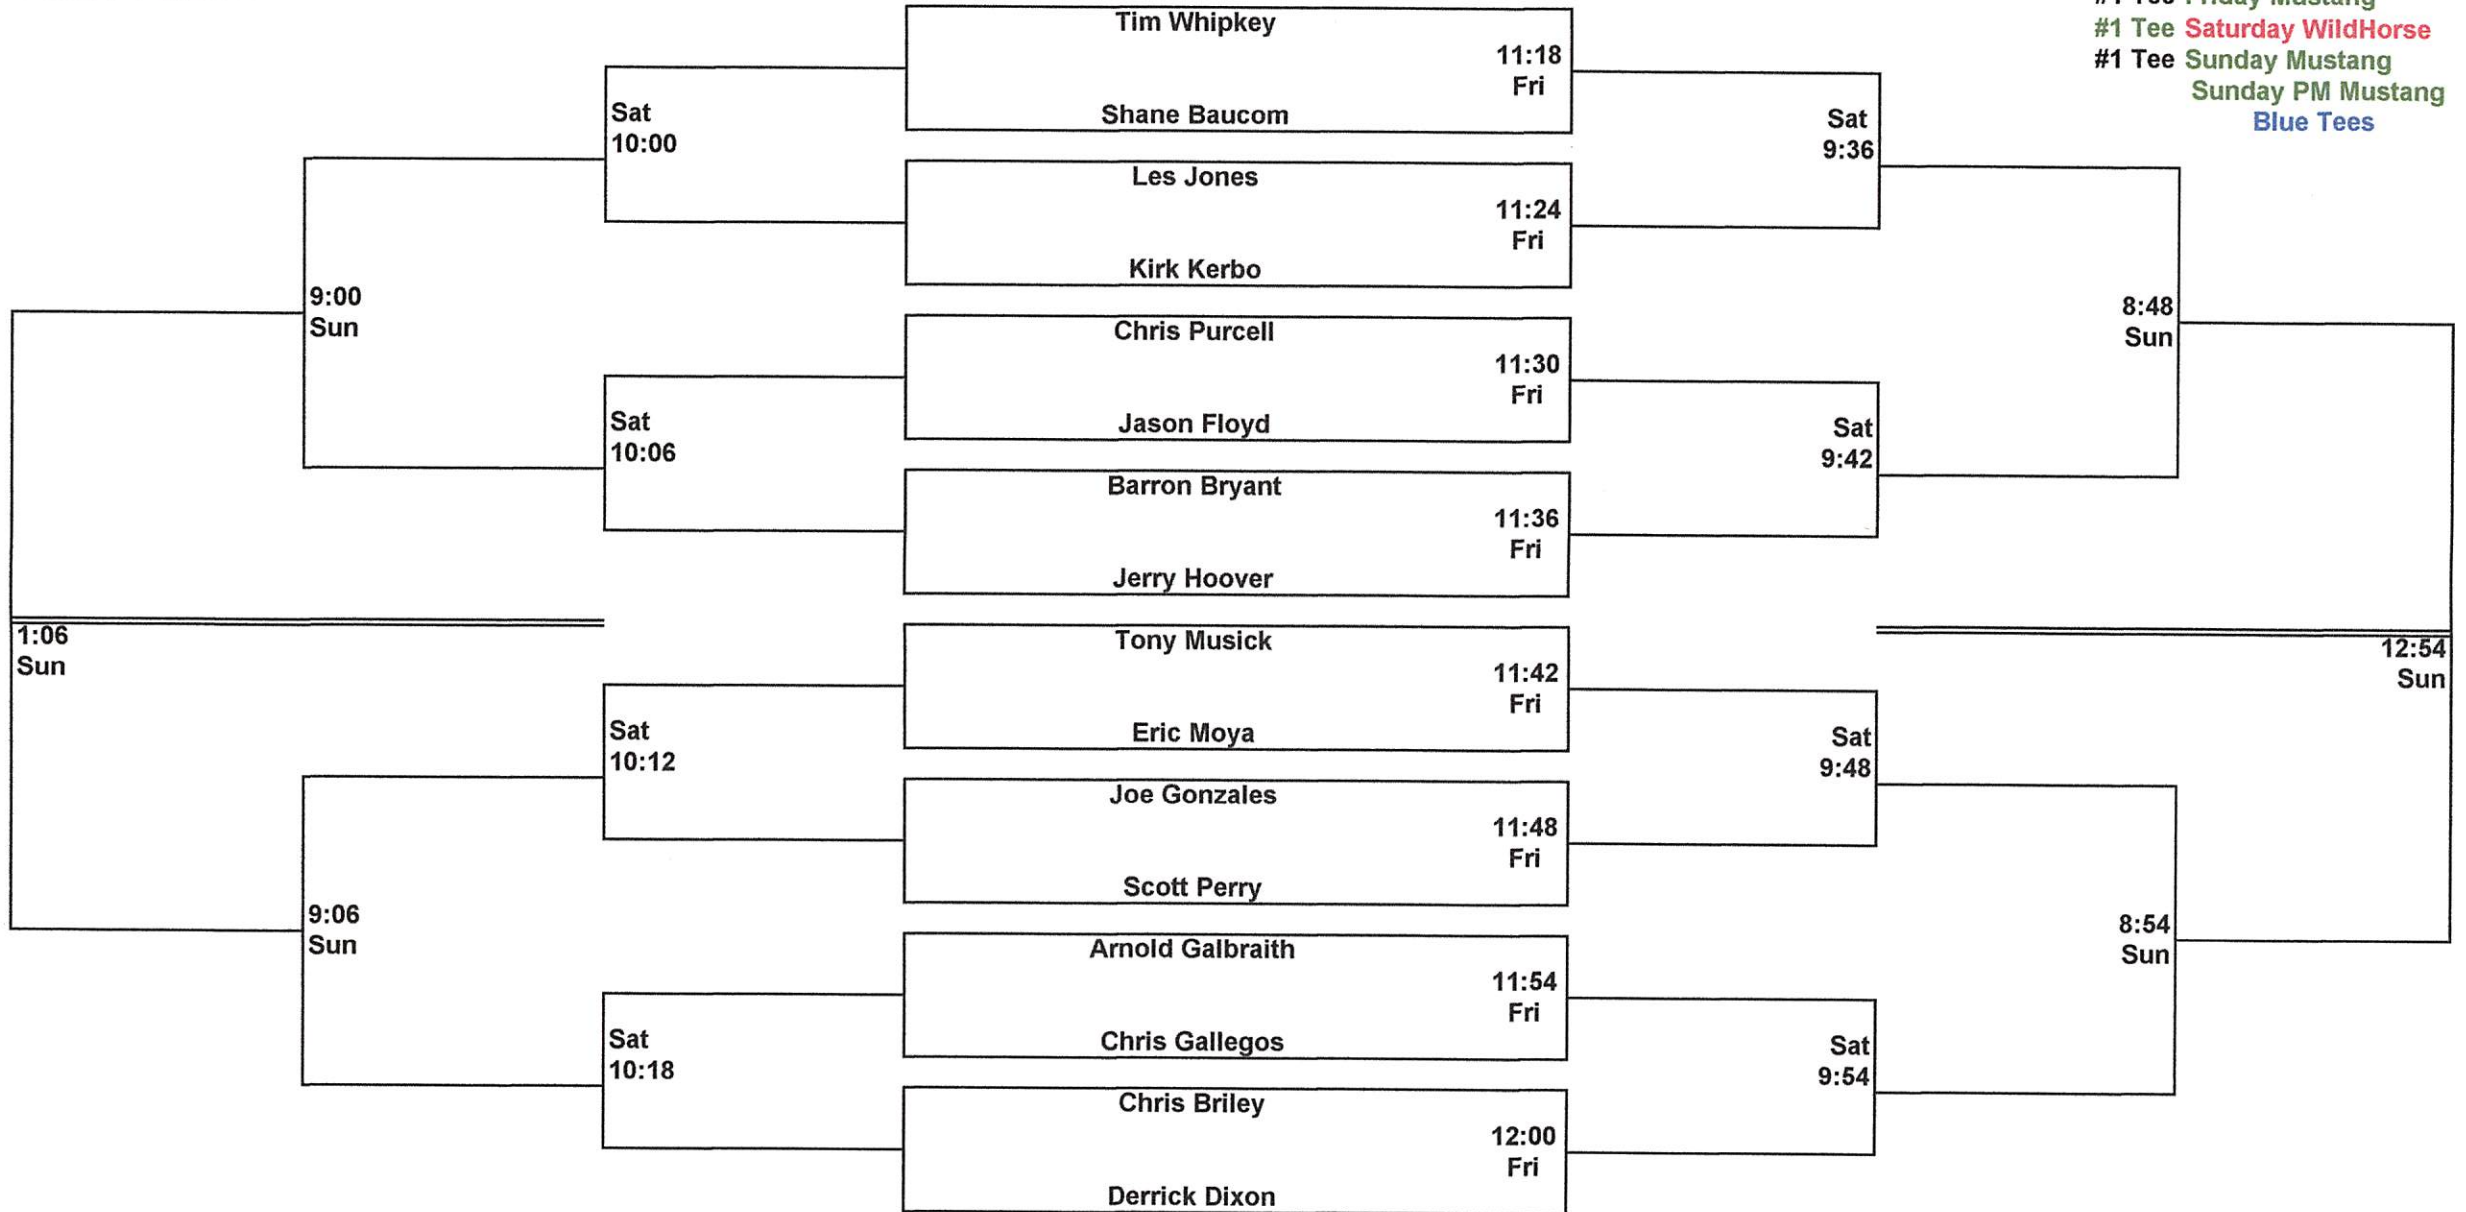 #1 Tee Friday Mustang
#1 Tee Saturday WildHorse
#1 Tee Sunday Mustang
Sunday PM Mustang
Blue Tees
Tim Whipkey
11:18
Fri
Shane Baucom
Sat
10:00
Sat
9:36
Les Jones
11:24
Fri
Kirk Kerbo
9:00
Sun
8:48
Sun
Chris Purcell
11:30
Fri
Jason Floyd
Sat
10:06
Sat
9:42
Barron Bryant
11:36
Fri
Jerry Hoover
1:06
Sun
12:54
Sun
Tony Musick
11:42
Fri
Eric Moya
Sat
10:12
Sat
9:48
Joe Gonzales
11:48
Fri
Scott Perry
9:06
Sun
8:54
Sun
Arnold Galbraith
11:54
Fri
Chris Gallegos
Sat
10:18
Sat
9:54
Chris Briley
12:00
Fri
Derrick Dixon